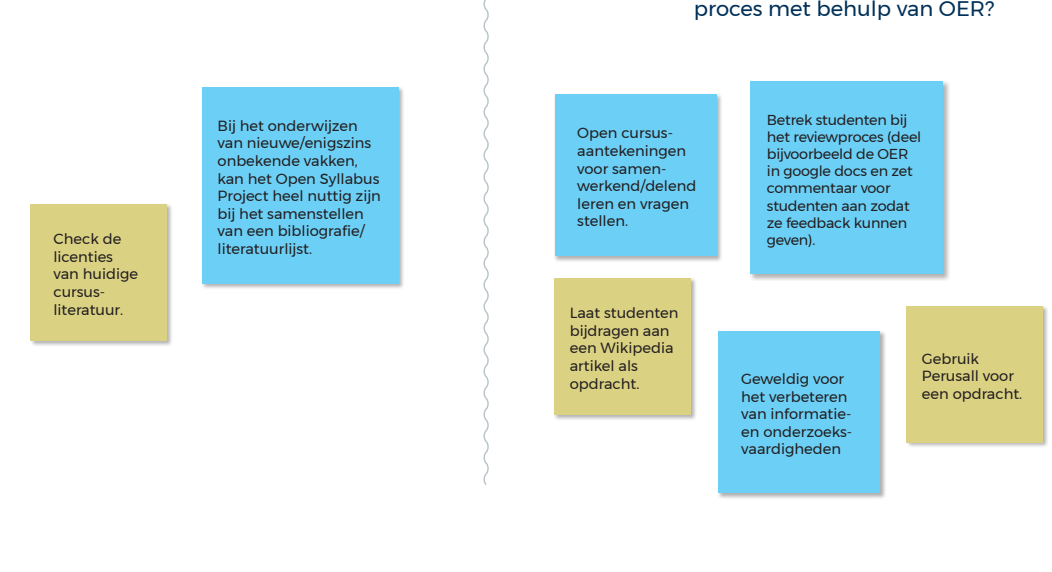 proces met behulp van OER?
Check de
licenties
van huidige
cursus-
literatuur.
Bij het onderwijzen
van nieuwe/enigszins
onbekende vakken,
kan het Open Syllabus
Project heel nuttig zijn
bij het samenstellen
van een bibliografie/
literatuurlijst.
Open cursus-
aantekeningen
voor samen-
werkend/delend
leren en vragen
stellen.
Betrek studenten bij
het reviewproces (deel
bijvoorbeeld de OER
in google docs en zet
commentaar voor
studenten aan zodat
ze feedback kunnen
geven).
Laat studenten
bijdragen aan
een Wikipedia
artikel als
opdracht.
Geweldig voor
het verbeteren
van informatie-
en onderzoeks-
vaardigheden
Gebruik
Perusall voor
een opdracht.